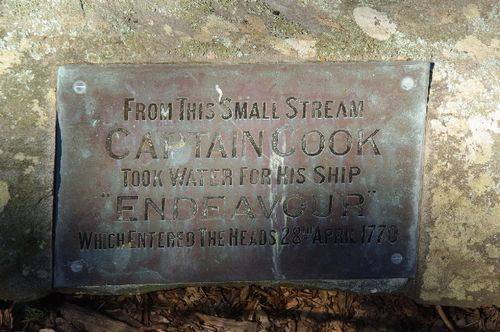 FROM THIS SMALL STREAM
CAPTAIN COOK
TOOK WATER FOR HIS SHIP
"ENDEAVOUR"
WHICH ENTERED THE HEADS 28TH APRIL 1770